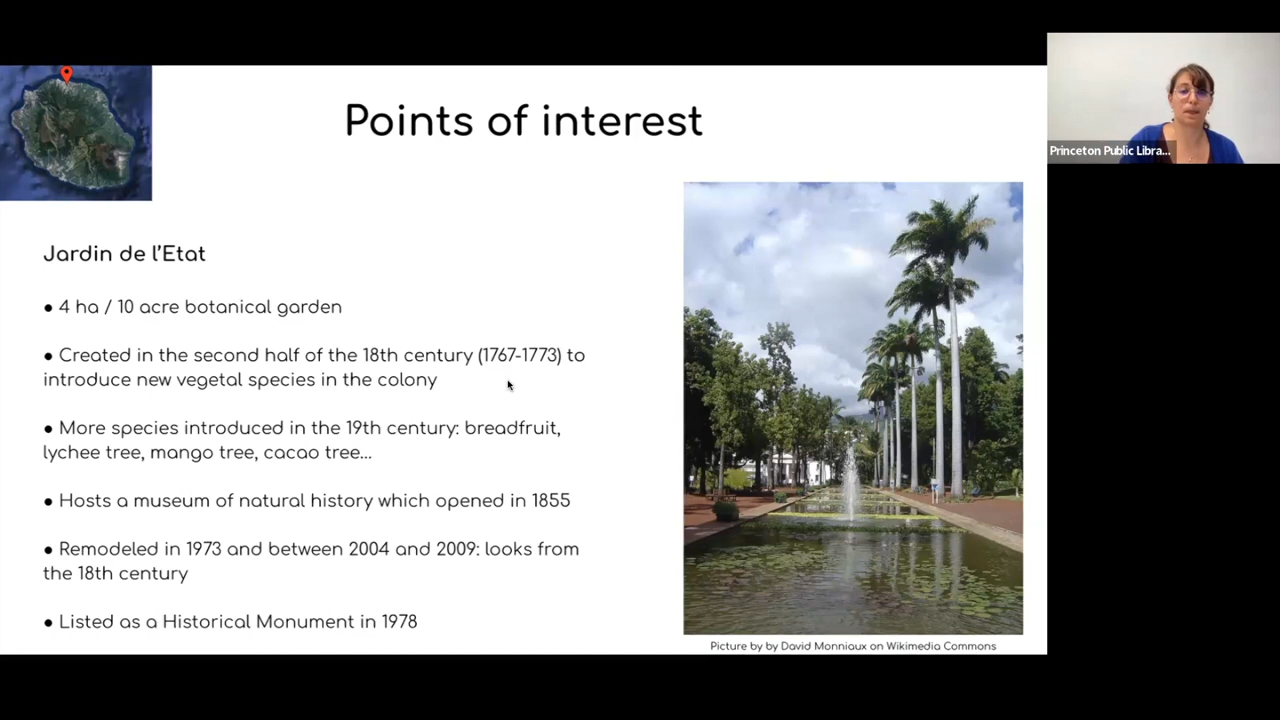 Points of interest
Princeton Public Libra...
Jardin de l'Etat
● 4 ha / 10 acre botanical garden
● Created in the second half of the 18th century (1767-1773) to
introduce new vegetal species in the colony
● More species introduced in the 19th century: breadfruit,
lychee tree, mango tree, cacao tree...
● Hosts a museum of natural history which opened in 1855
● Remodeled in 1973 and between 2004 and 2009: looks from
the 18th century
● Listed as a Historical Monument in 1978
Picture by by David Monniaux on Wikimedia Commons